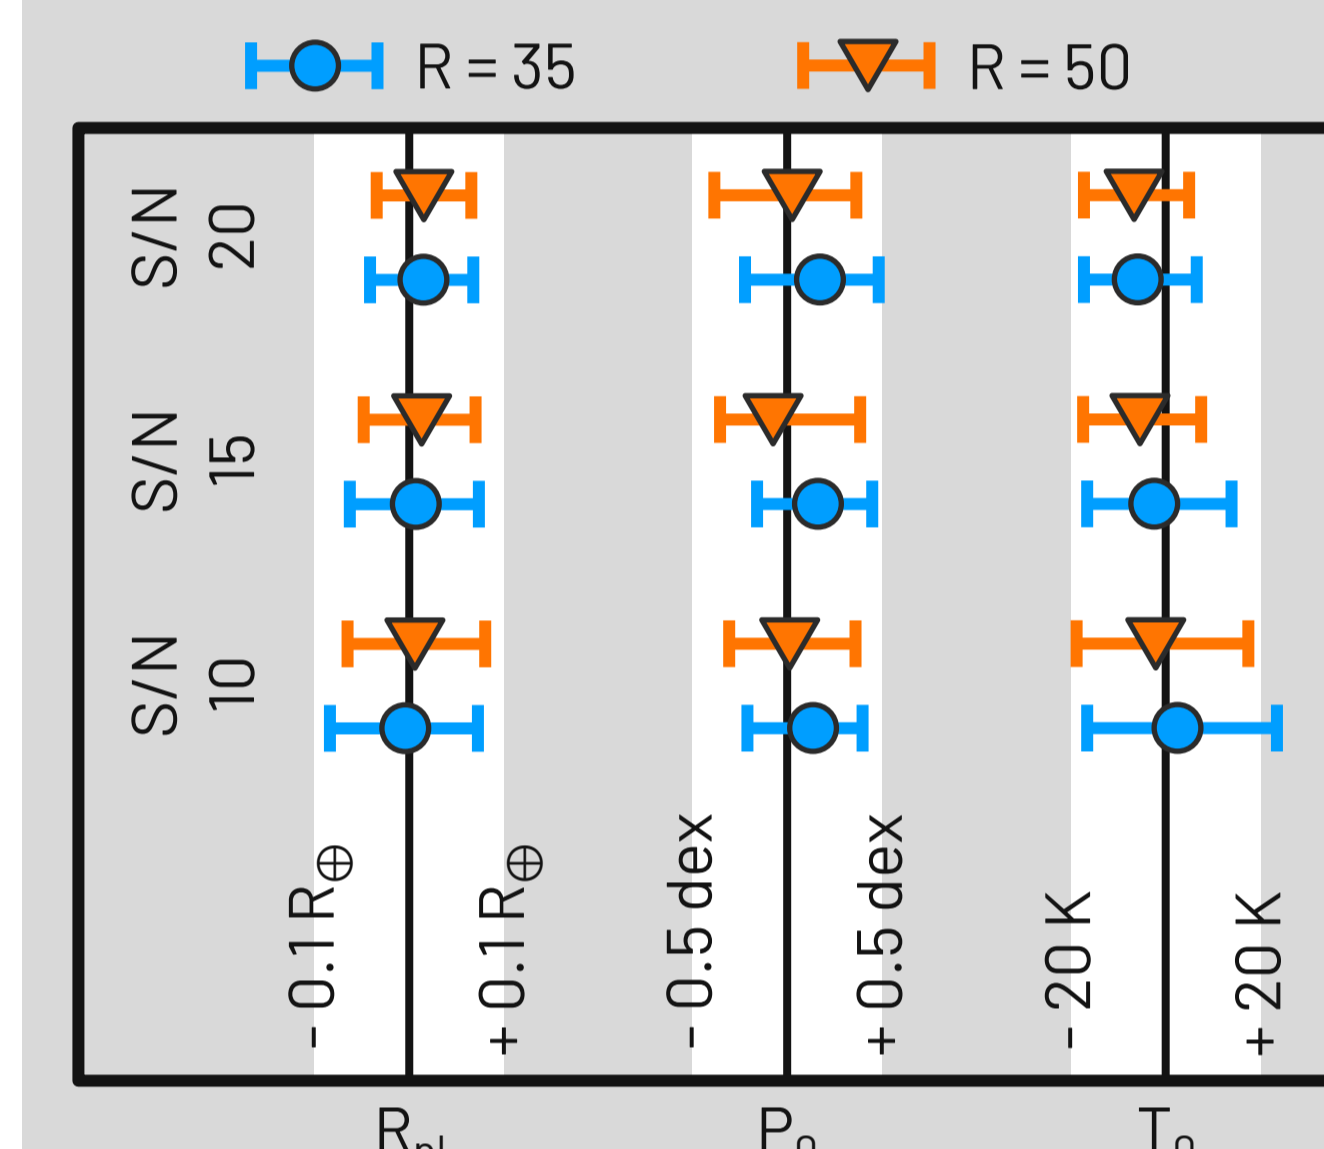 R = 35
R = 50
S/N
20
S/N
15
S/N
10
- 0.1 R⊕
+ 0.1 R⊕
- 0.5 dex
+ 0.5 dex
- 20 K
+ 20 K
R
P
T